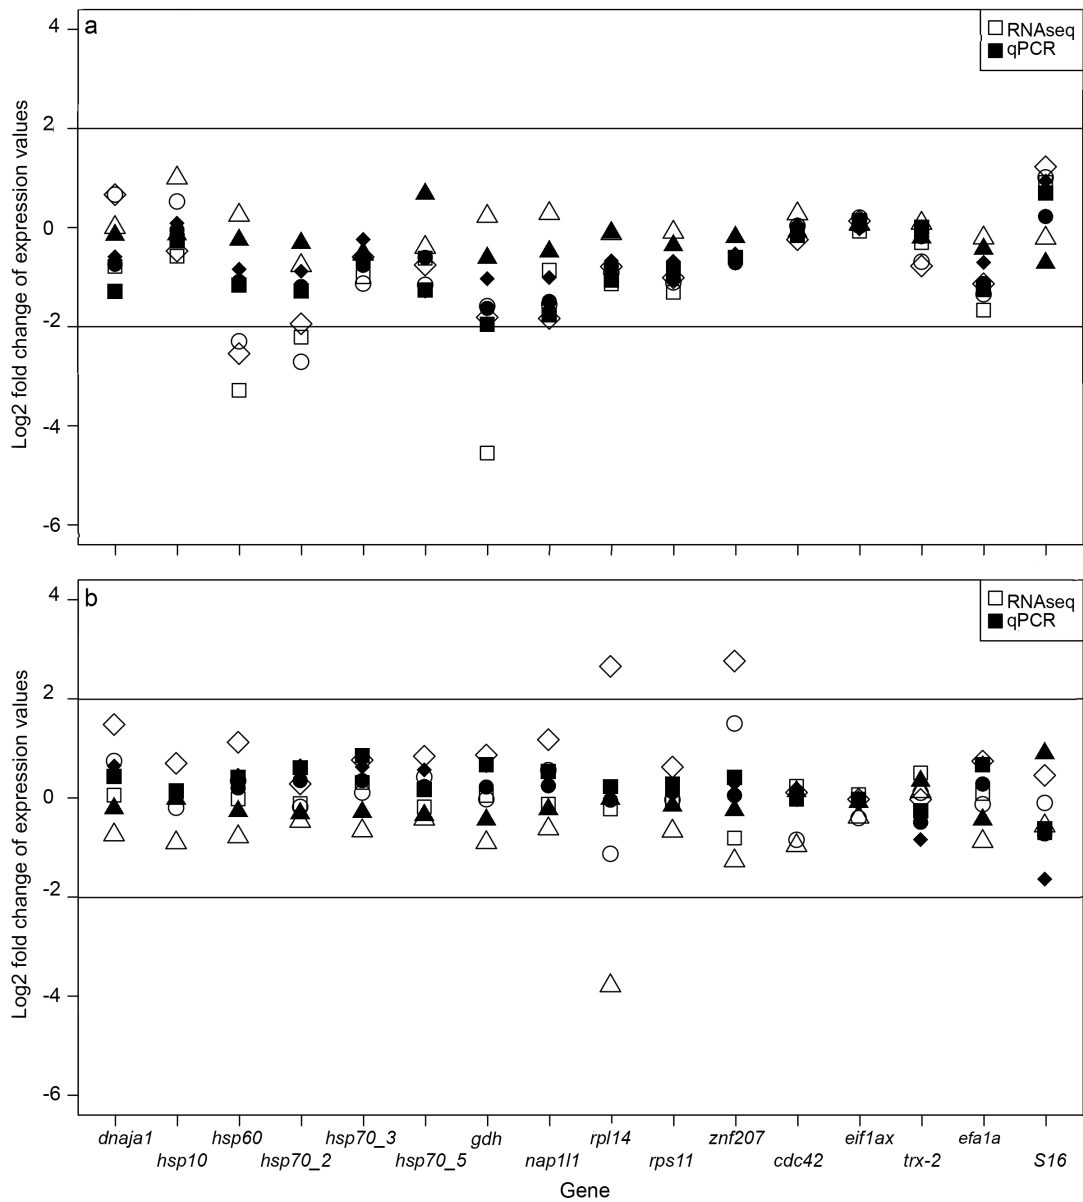 a
RNAseq
qPCR
4
2
0
-2
-4
-6
Log2 fold change of expression values
b
RNAseq
qPCR
4
2
0
-2
-4
-6
Log2 fold change of expression values
dnaja1 hsp60 hsp70_3 gdh rpl14 znf207 eif1ax efa1a
hsp10 hsp70_2 hsp70_5 nap1l1 rps11 cdc42 trx-2 S16
Gene